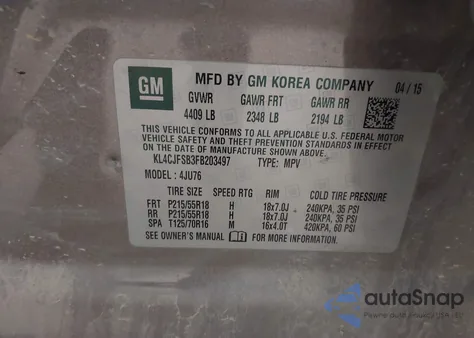 GM
MFD BY GM KOREA COMPANY 04 / 15
GVWR GAWR FRT GAWR RR
4409 LB 2348 LB 2194 LB
THIS VEHICLE CONFORMS TO ALL APPLICABLE U.S. FEDERAL MOTOR
VEHICLE SAFETY, BUMPER, AND THEFT PREVENTION STANDARDS IN
EFFECT ON THE DATE OF MANUFACTURE SHOWN ABOVE.
KL4CJFSB3FB203497 TYPE: MPV
MODEL : 4JU76
TIRE SIZE SPEED RTG RIM COLD TIRE PRESSURE
FRT P215/55R18 H 18x7.0J 240KPA, 35 PSI
RR P215/55R18 H 18x7.0J 240KPA, 35 PSI
SPA T125/70R16 M 16x4.0T 420KPA, 60 PSI
SEE OWNER'S MANUAL FOR MORE INFORMATION.
autoSnap